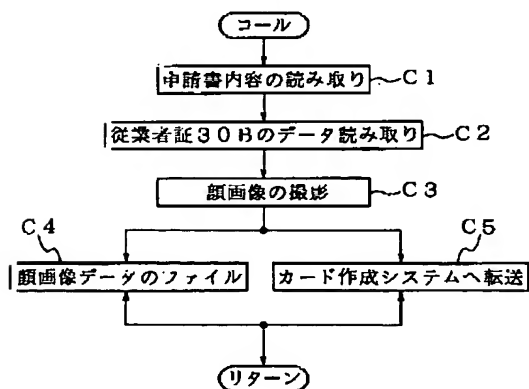 コール
申請書内容の読み取り
C1
従業者証30Bのデータ読み取り
C2
顔画像の撮影
C3
C4
C5
顔画像データのファイル
カード作成システムへ転送
リターン